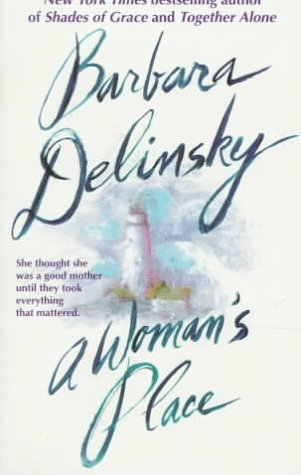 New York Times bestselling author
of Shades of Grace and Together Alone
Barbara
Delinsky
She thought she
was a good mother
until they took
everything
that mattered.
a Woman's
Place